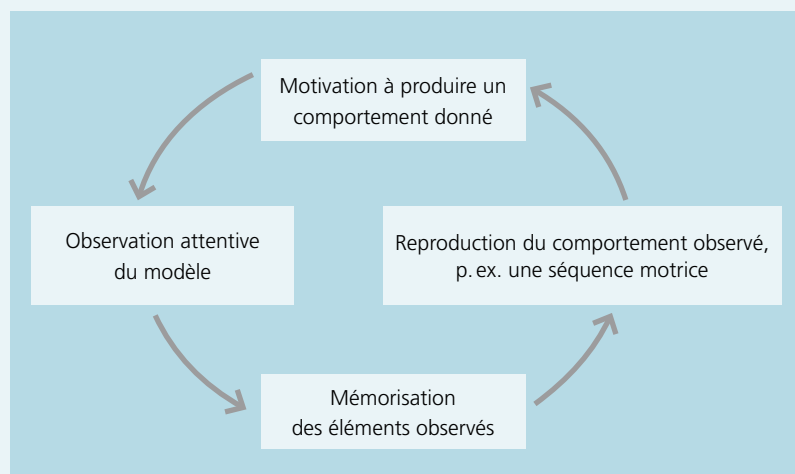 Motivation à produire un
comportement donné
Observation attentive
du modèle
Reproduction du comportement observé,
p. ex. une séquence motrice
Mémorisation
des éléments observés